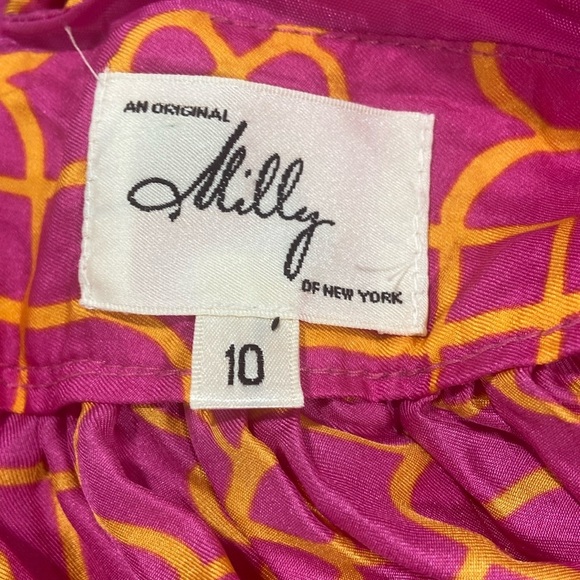 AN ORIGINAL
Milly
OF NEW YORK
10